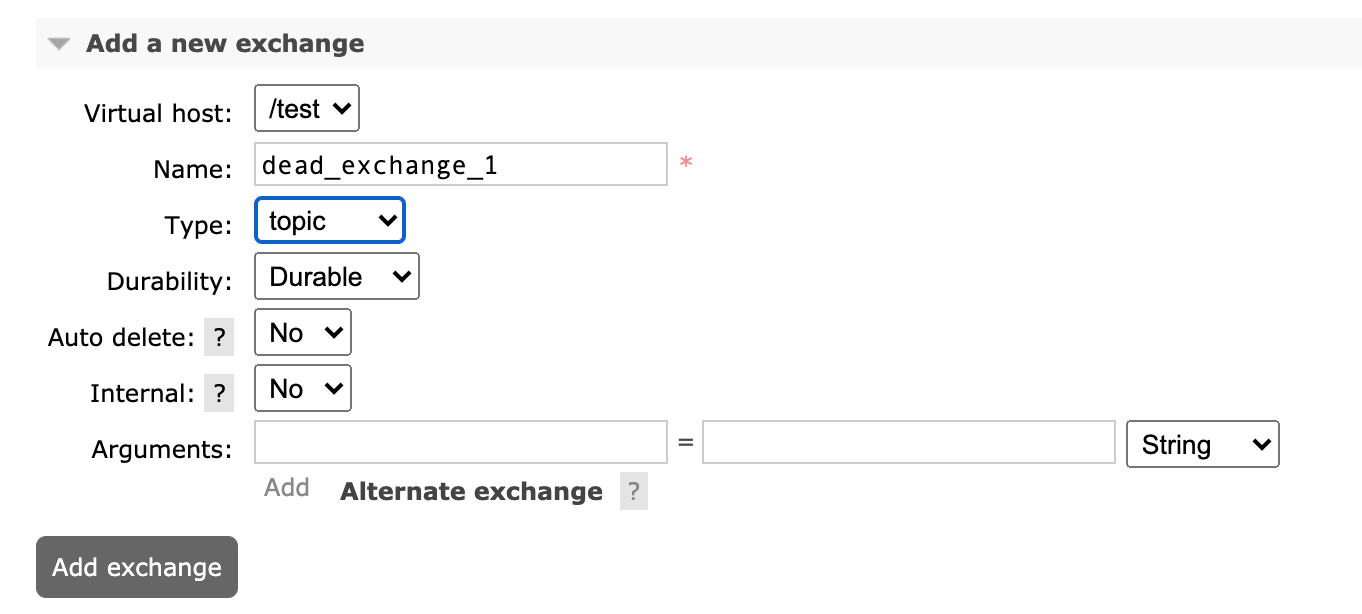 Add a new exchange
Virtual host: /test
Name: dead_exchange_1 *
Type: topic
Durability: Durable
Auto delete: ? No
Internal: ? No
Arguments: = String
Add Alternate exchange ?
Add exchange